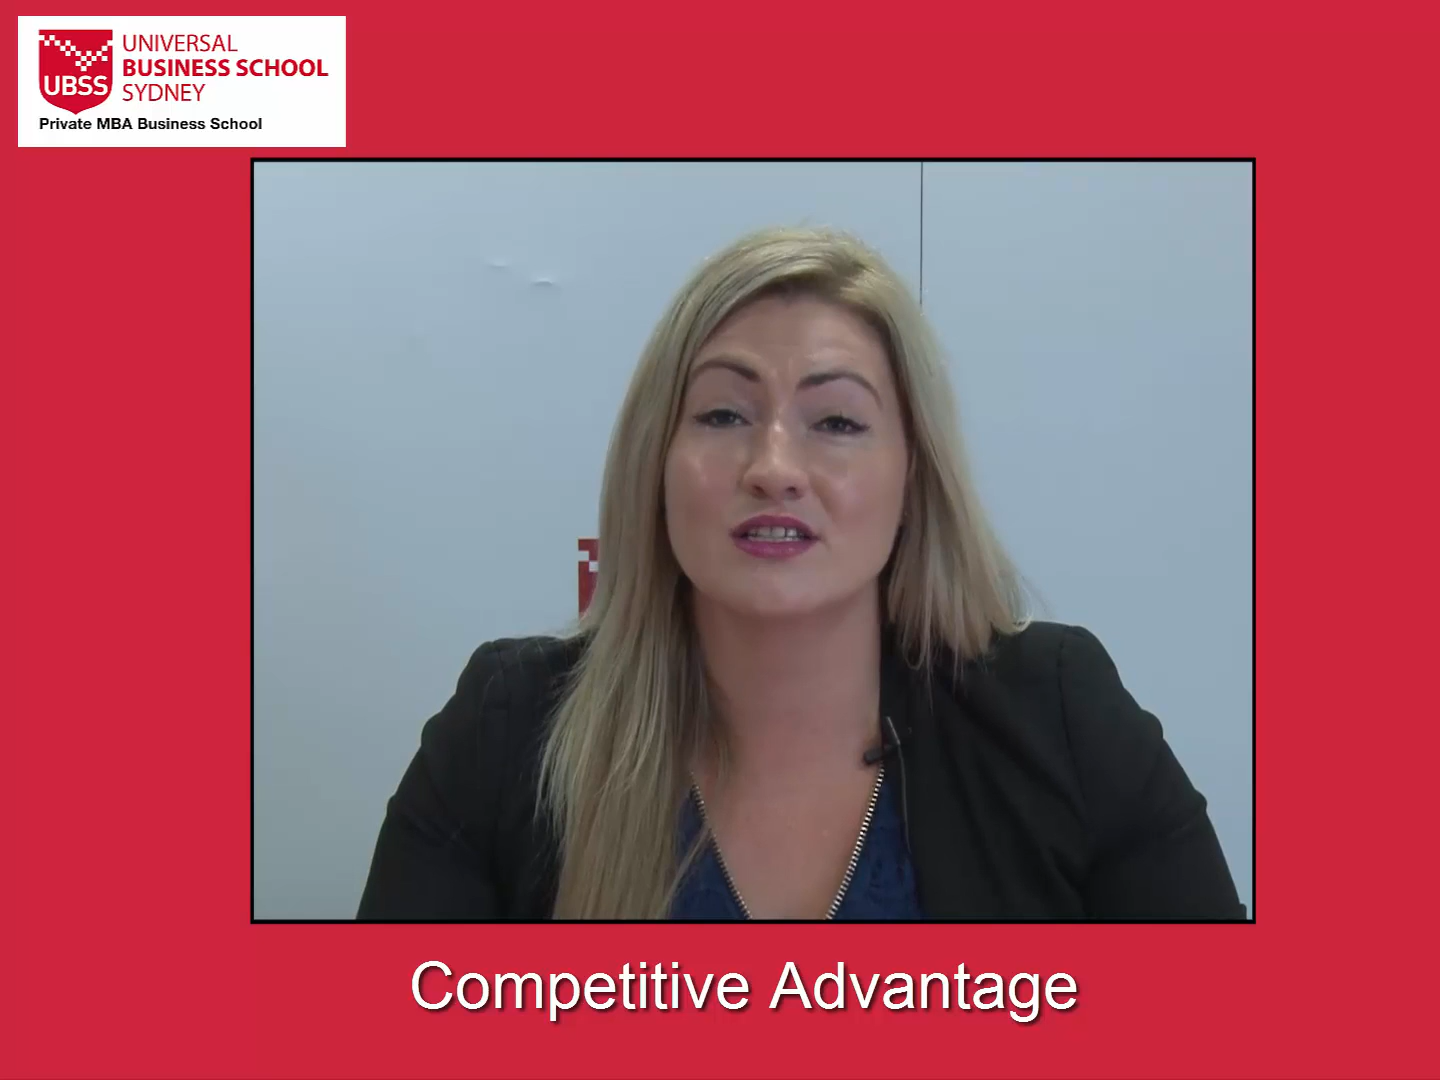 UBSS
UNIVERSAL
BUSINESS SCHOOL
SYDNEY
Private MBA Business School
Competitive Advantage